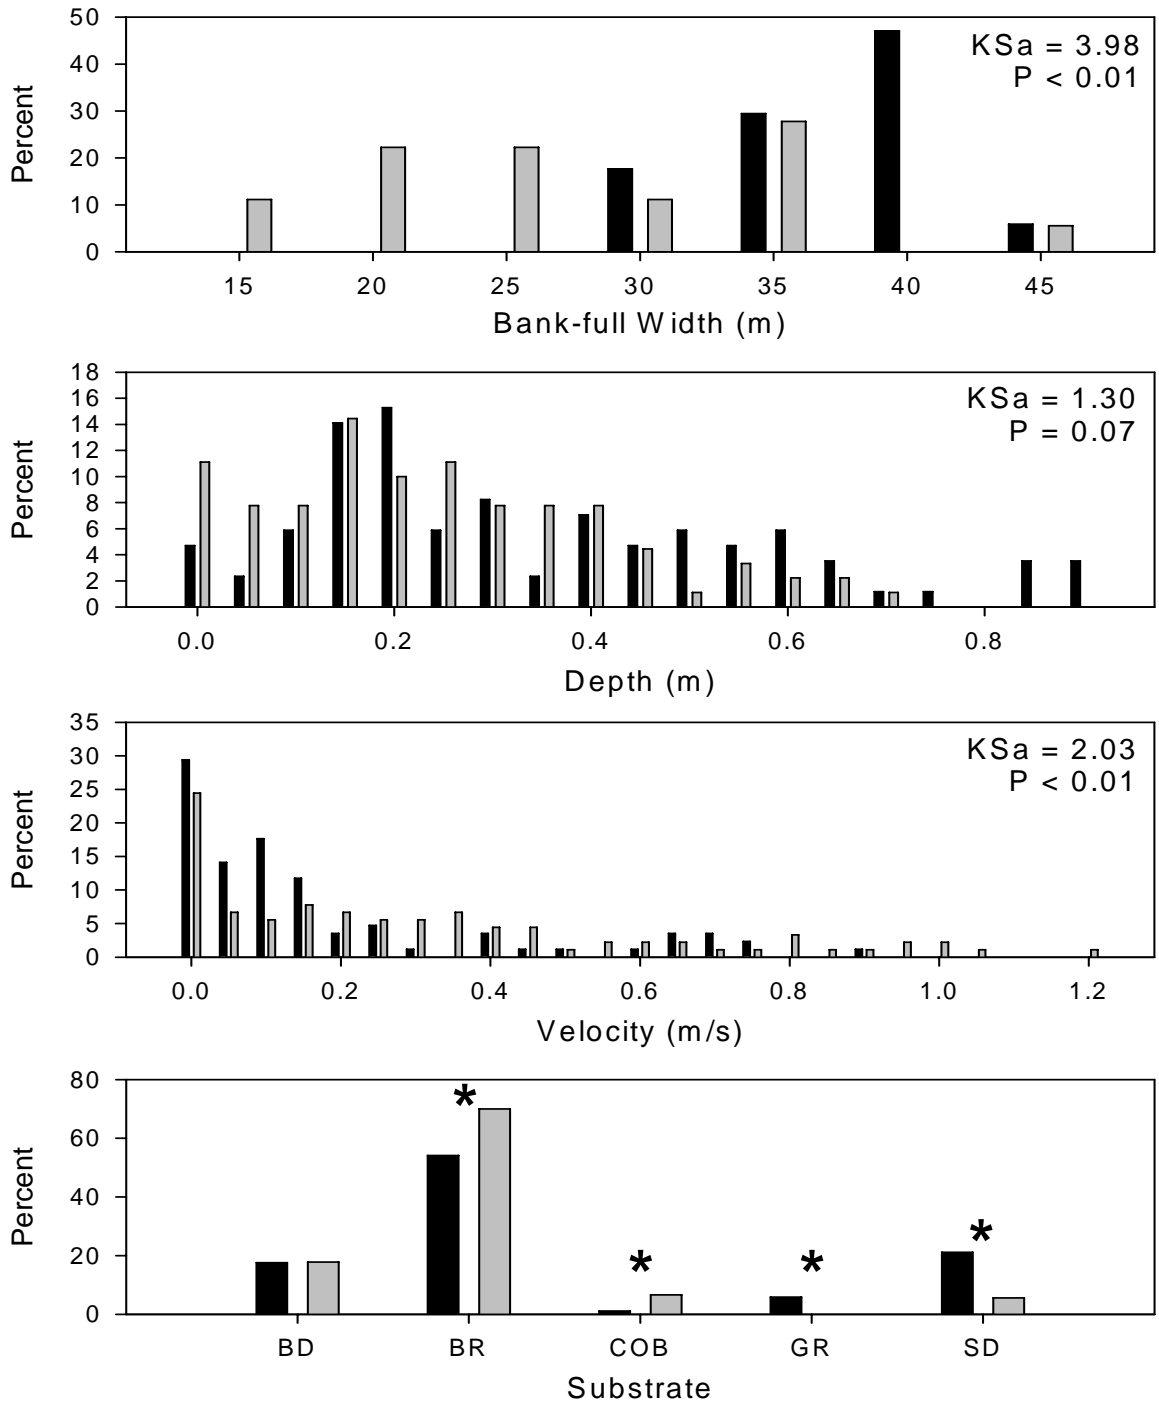 50
KSa = 3.98
P < 0.01
40
30
20
10
0
Percent
15 20 25 30 35 40 45
Bank-full Width (m)
18
KSa = 1.30
P = 0.07
16
14
12
10
8
6
4
2
0
Percent
0.0 0.2 0.4 0.6 0.8
Depth (m)
35
KSa = 2.03
P < 0.01
30
25
20
15
10
5
0
Percent
0.0 0.2 0.4 0.6 0.8 1.0 1.2
Velocity (m/s)
80
*
60
40
*
20
* *
0
Percent
BD BR COB GR SD
Substrate